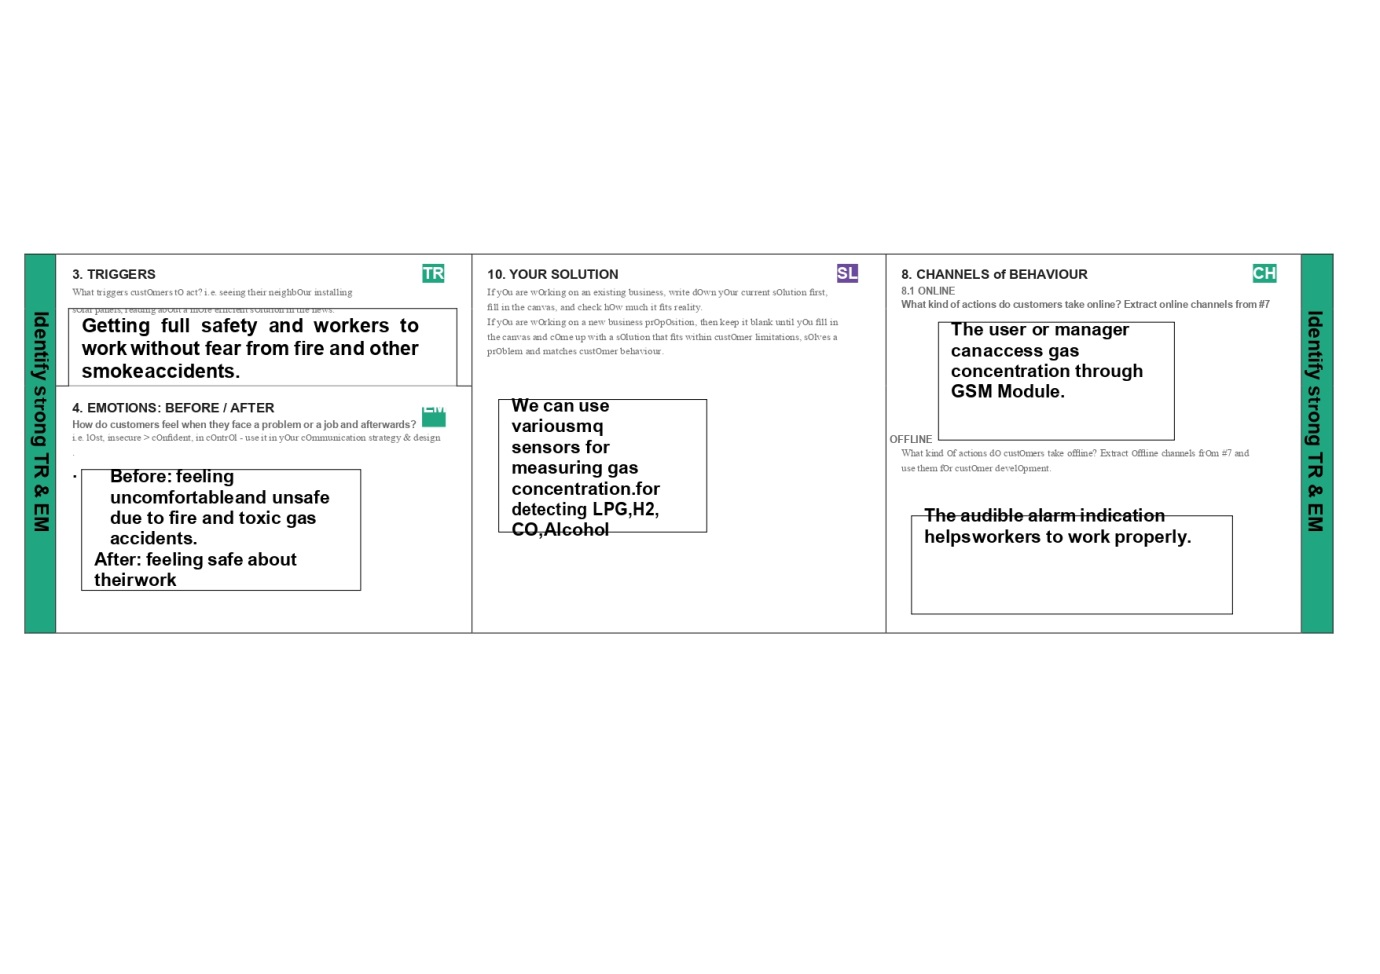 Identify strong TR & EM
3. TRIGGERS
TR
What triggers custOmers tO act? i.e. seeing their neighbOur installing
sOlar panels, reading abOut a mOre efficient sOlutiOn in the news.
Getting full safety and workers to
work without fear from fire and other
smokeaccidents.
4. EMOTIONS: BEFORE / AFTER
EM
How do customers feel when they face a problem or a job and afterwards?
i.e. lOst, insecure > cOnfident, in cOntrOl - use it in yOur cOmmunication strategy & design
.
• Before: feeling
uncomfortableand unsafe
due to fire and toxic gas
accidents.
After: feeling safe about
theirwork
10. YOUR SOLUTION
SL
If yOu are wOrking on an existing business, write dOwn yOur current sOlution first,
fill in the canvas, and check hOw much it fits reality.
If yOu are wOrking on a new business prOpOsition, then keep it blank until yOu fill in
the canvas and cOme up with a sOlution that fits within custOmer limitations, sOlves a
prOblem and matches custOmer behaviour.
We can use
variousmq
sensors for
measuring gas
concentration.for
detecting LPG,H2,
CO,Alcohol
8. CHANNELS of BEHAVIOUR
CH
8.1 ONLINE
What kind of actions do customers take online? Extract online channels from #7
The user or manager
canaccess gas
concentration through
GSM Module.
OFFLINE
What kind Of actions dO custOmers take offline? Extract Offline channels frOm #7 and
use them fOr custOmer develOpment.
The audible alarm indication
helpsworkers to work properly.
Identify strong TR & EM